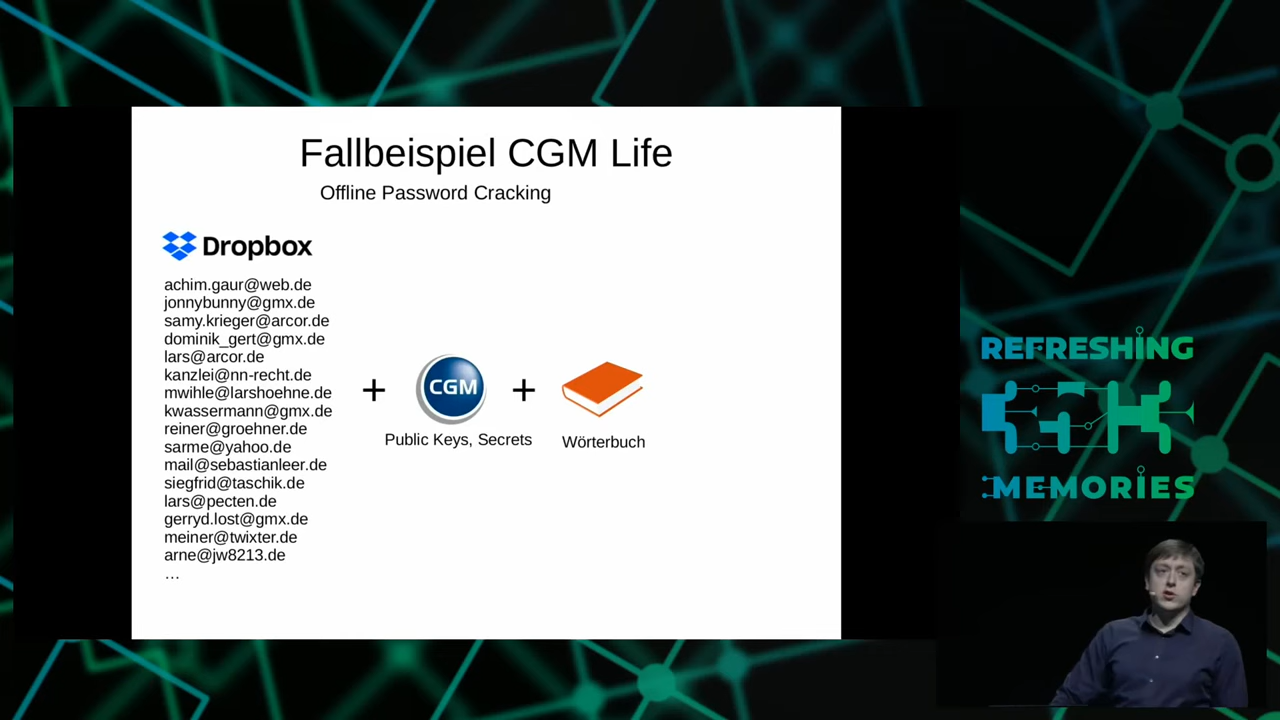 Fallbeispiel CGM Life
Offline Password Cracking
Dropbox
achim.gaur@web.de
jonnybunny@gmx.de
samy.krieger@arcor.de
dominik_gert@gmx.de
lars@arcor.de
kanzlei@nn-recht.de
mwihle@larshoehne.de
kwassermann@gmx.de
reiner@groehner.de
sarme@yahoo.de
mail@sebastianleer.de
siegfrid@taschik.de
lars@pecten.de
gerryd.lost@gmx.de
meiner@twixter.de
arne@jw8213.de
…
+
CGM
+
Public Keys, Secrets
Wörterbuch
REFRESHING
MEMORIES